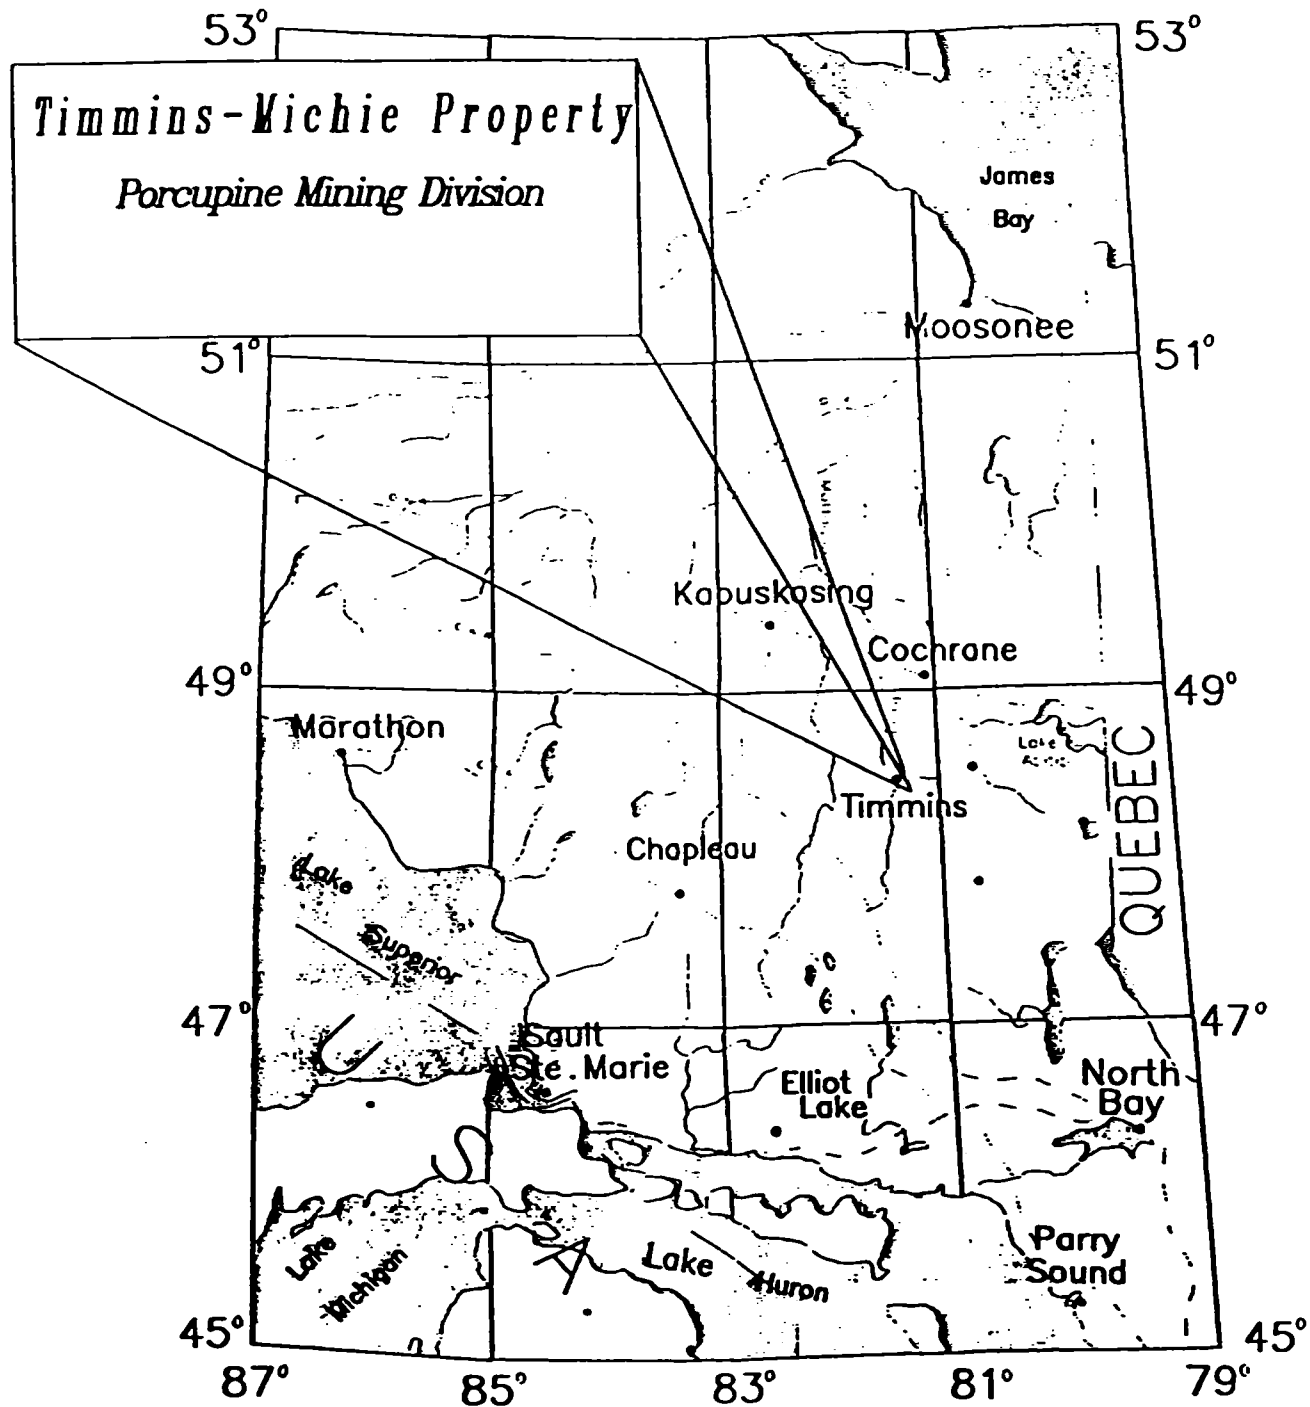 53° 53°
Timmins-Michie Property
Porcupine Mining Division
James
Bay
Moosonee
51° 51°
Kapuskasing
Cochrane
49° 49°
Marathon
Lake
Timmins
QUEBEC
Chapleau
Lake
Superior
47° 47°
Sault
Ste. Marie
Elliot
Lake
North
Bay
U
S
A
Lake
Michigan
Lake
Huron
Parry
Sound
45° 45°
87° 85° 83° 81° 79°